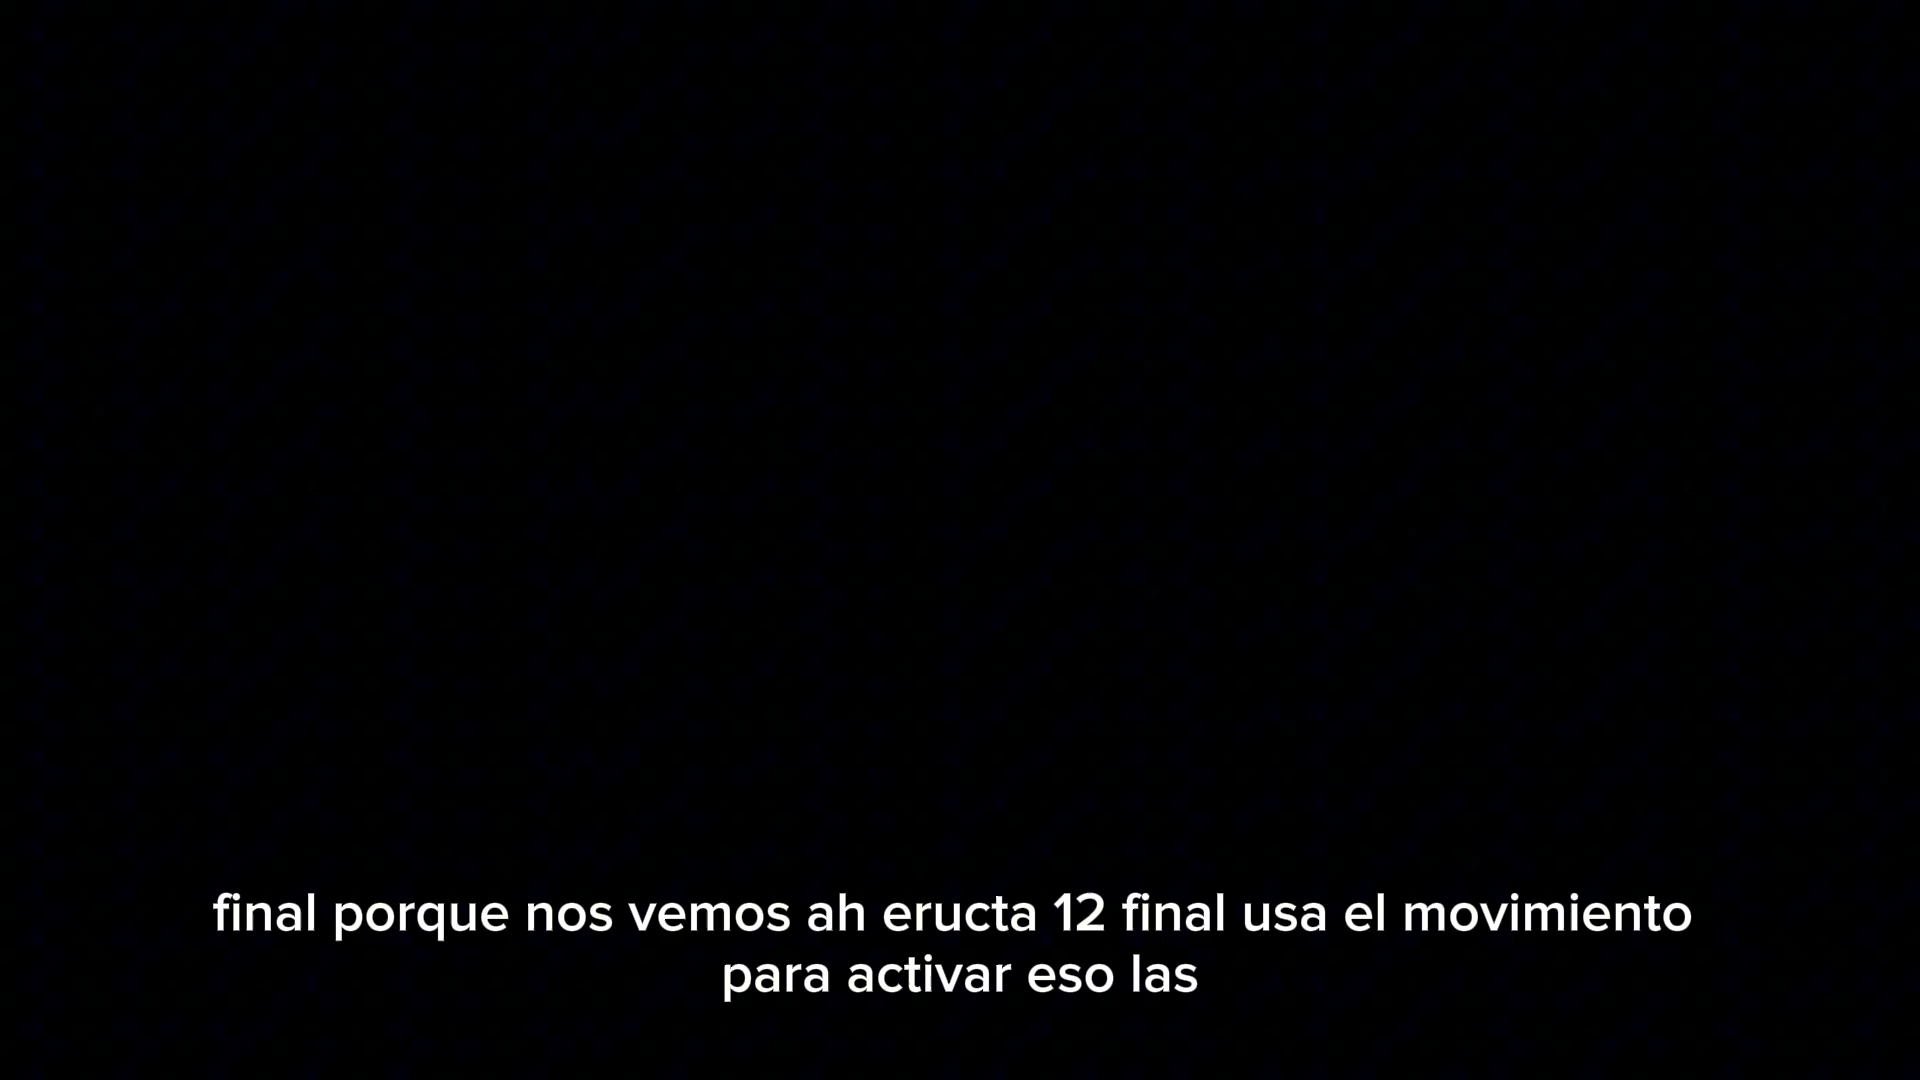 final porque nos vemos ah eructa 12 final usa el movimiento
para activar eso las